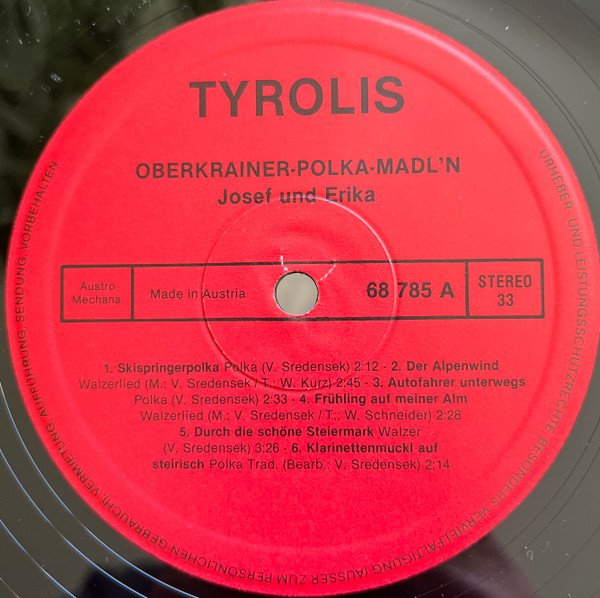 TYROLIS
OBERKRAINER-POLKA-MADL'N
Josef und Erika
Austro
Mechana
Made in Austria
68 785 A
STEREO
33
1. Skispringerpolka Polka (V. Sredensek) 2:12 - 2. Der Alpenwind
Walzerlied (M.: V. Sredensek / T.: W. Kurz) 2:45 - 3. Autofahrer unterwegs
Polka (V. Sredensek) 2:33 - 4. Frühling auf meiner Alm
Walzerlied (M.: V. Sredensek / T.: W. Schneider) 2:28
5. Durch die schöne Steiermark Walzer
(V. Sredensek) 3:26 - 6. Klarinettenmuckl auf
steirisch Polka Trad. (Bearb.: V. Sredensek) 2:14
URHEBER- UND LEISTUNGSSCHUTZRECHTE, BESONDERS VERVIELFÄLTIGUNG (AUSSER ZUM PERSÖNLICHEN GEBRAUCH), VERMIETUNG, AUFFÜHRUNG, SENDUNG, VORBEHALTEN